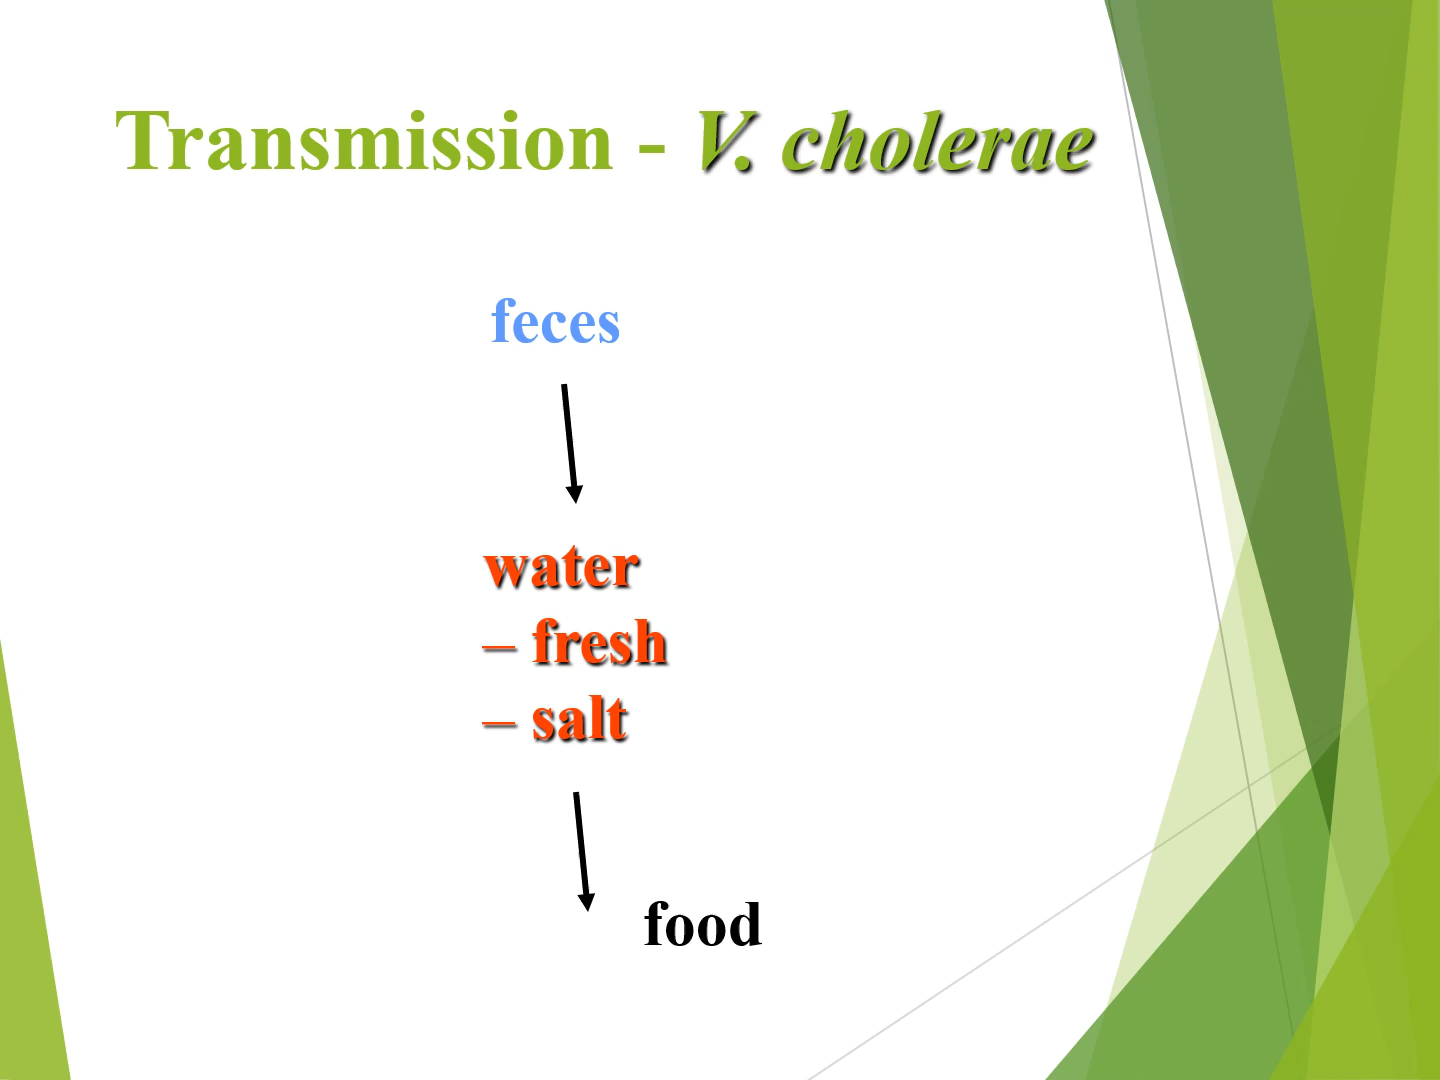 Transmission - V. cholerae
feces
water
– fresh
– salt
food